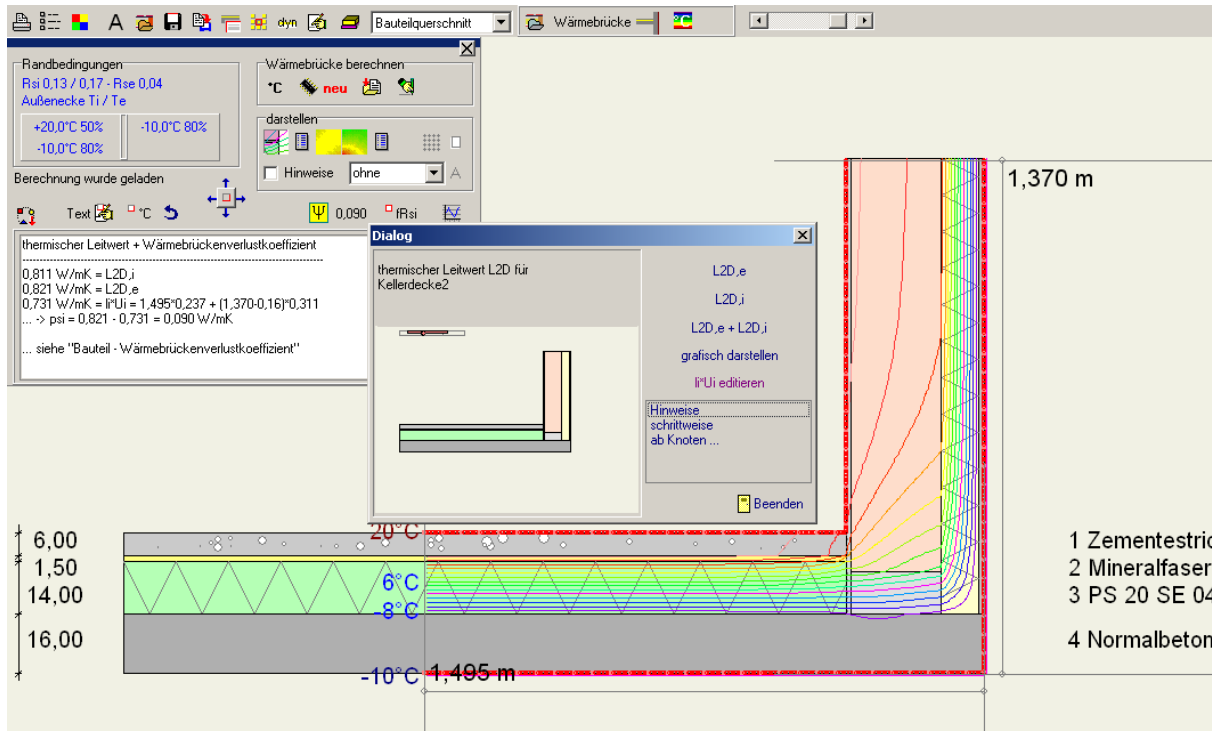 A
dyn
Bauteilquerschnitt
Wärmebrücke
°C
Randbedingungen
Rsi 0,13 / 0,17 - Rse 0,04
Außenecke Ti / Te
+20,0°C 50%
-10,0°C 80%
-10,0°C 80%
Berechnung wurde geladen
Wärmebrücke berechnen
°C
neu
darstellen
Hinweise
ohne
A
Text
°C
Ψ
0,090
fRsi
thermischer Leitwert + Wärmebrückenverlustkoeffizient
0,811 W/mK = L2D,i
0,821 W/mK = L2D,e
0,731 W/mK = li*Ui = 1,495*0,237 + (1,370-0,16)*0,311
... -> psi = 0,821 - 0,731 = 0,090 W/mK
... siehe "Bauteil - Wärmebrückenverlustkoeffizient"
Dialog
thermischer Leitwert L2D für
Kellerdecke2
L2D,e
L2D,i
L2D,e + L2D,i
grafisch darstellen
li*Ui editieren
Hinweise
schrittweise
ab Knoten ...
Beenden
1,370 m
6,00
1,50
14,00
16,00
20°C
6°C
-8°C
-10°C
1,495 m
1 Zementestric
2 Mineralfaser
3 PS 20 SE 04
4 Normalbeton